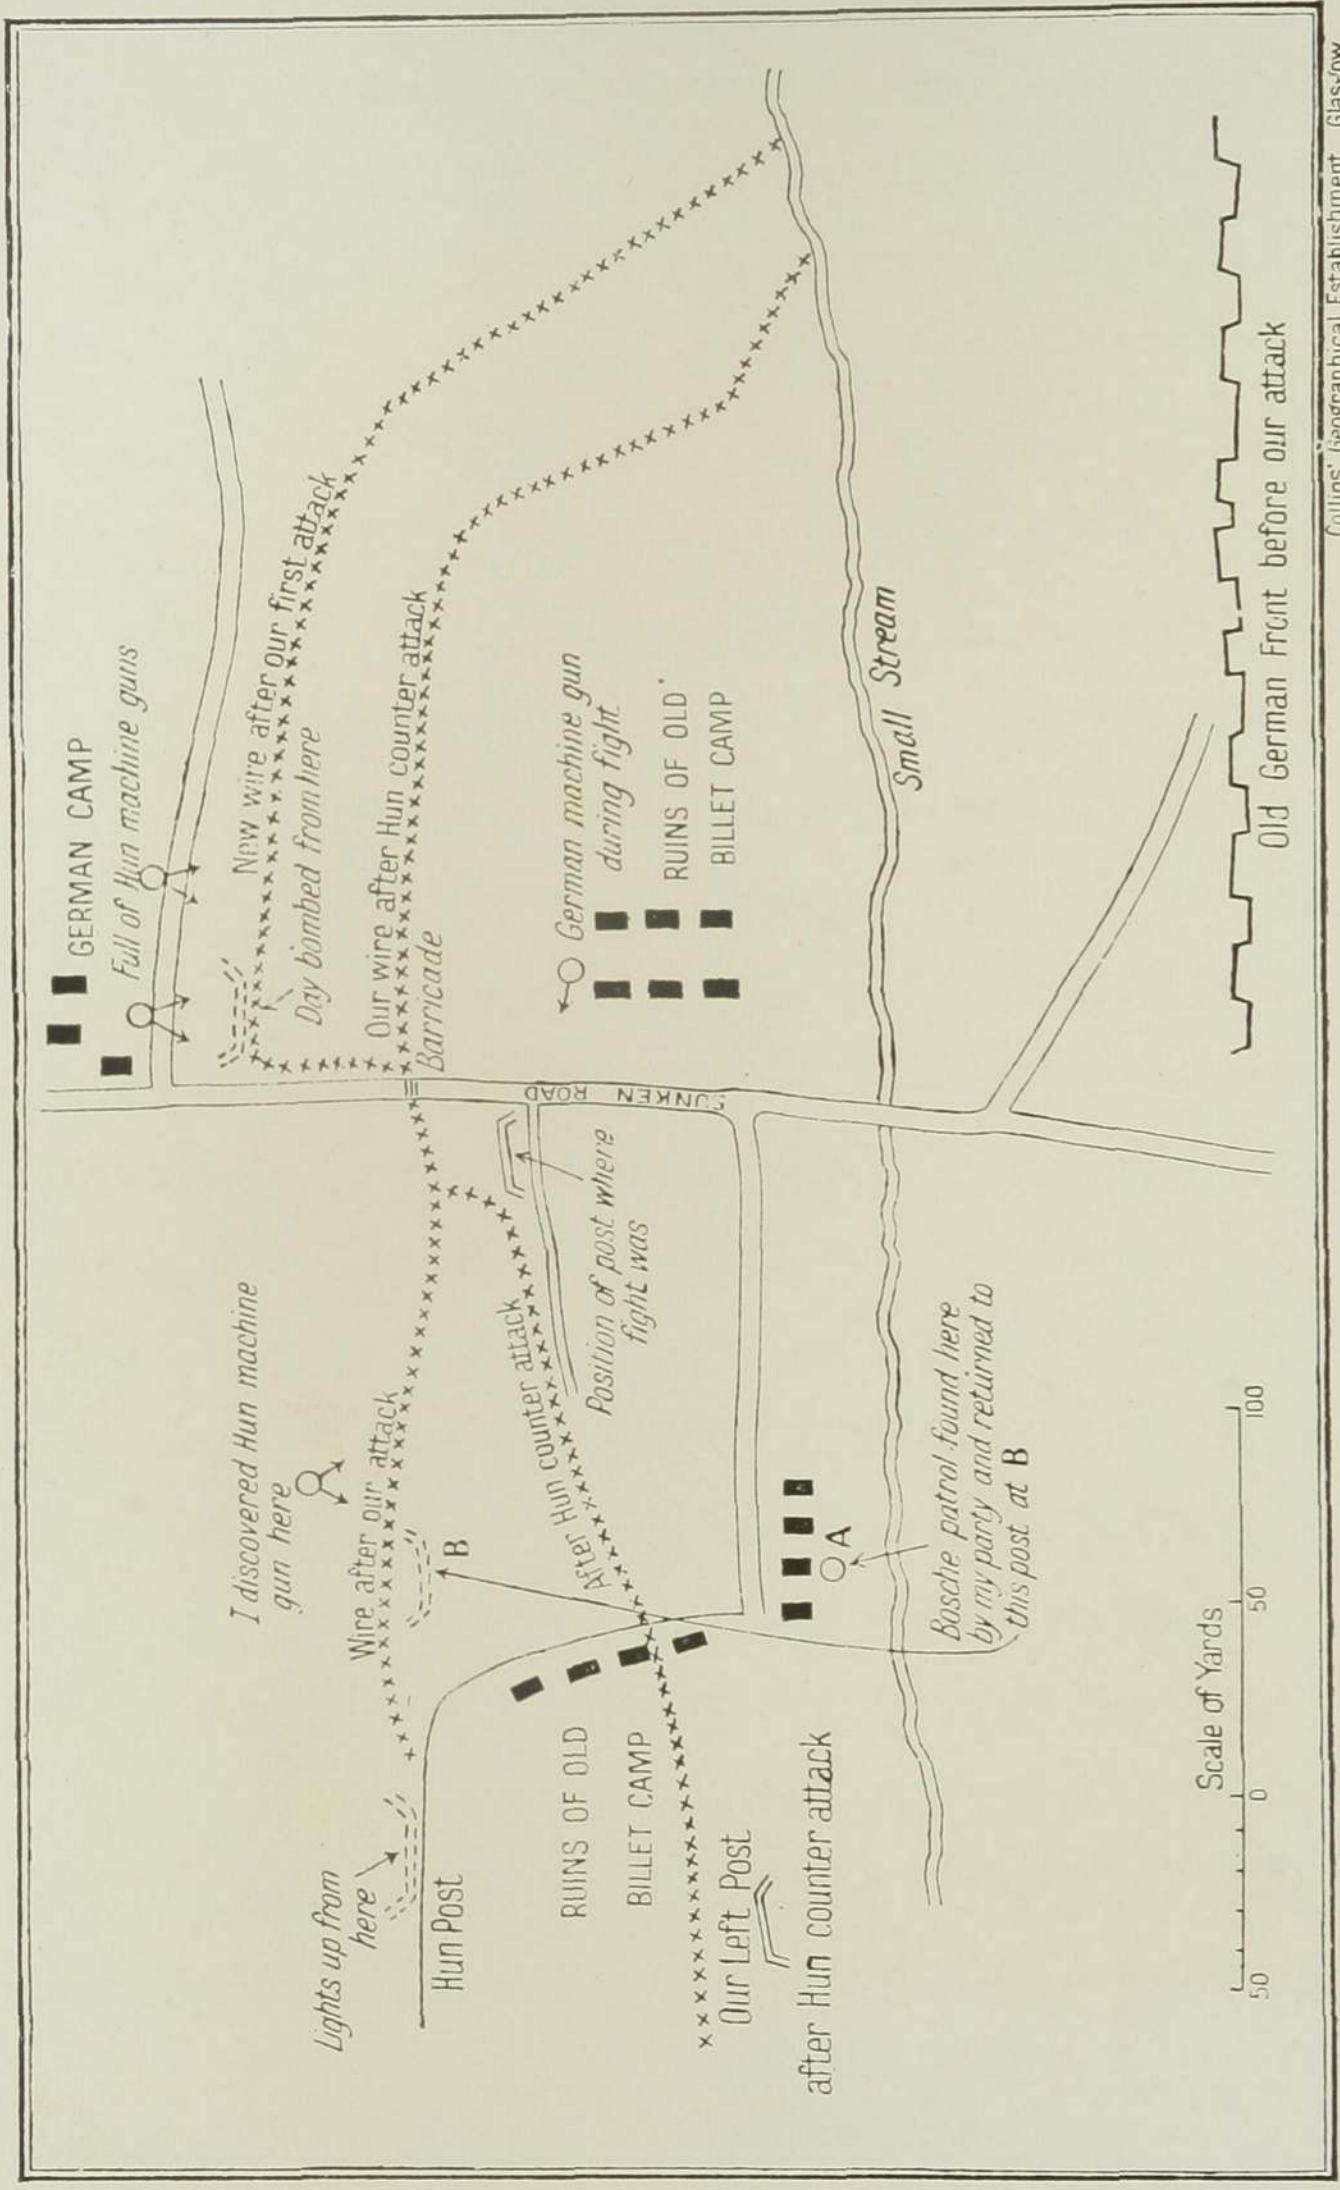 GERMAN CAMP
Full of Hun machine guns
New wire after our first attack
Day bombed from here
Our wire after Hun counter attack
Barricade
I discovered Hun machine
gun here
Wire after our attack
B
Lights up from
here
Hun Post
After Hun counter attack
SUNKEN ROAD
Position of post where
fight was
German machine gun
during fight.
RUINS OF OLD
BILLET CAMP
RUINS OF OLD
BILLET CAMP
Our Left Post
after Hun counter attack
A
Small Stream
Bosche patrol found here
by my party and returned to
this post at B
Scale of Yards
50 0 50 100
Old German Front before our attack
Collins' Geographical Establishment, Glasgow